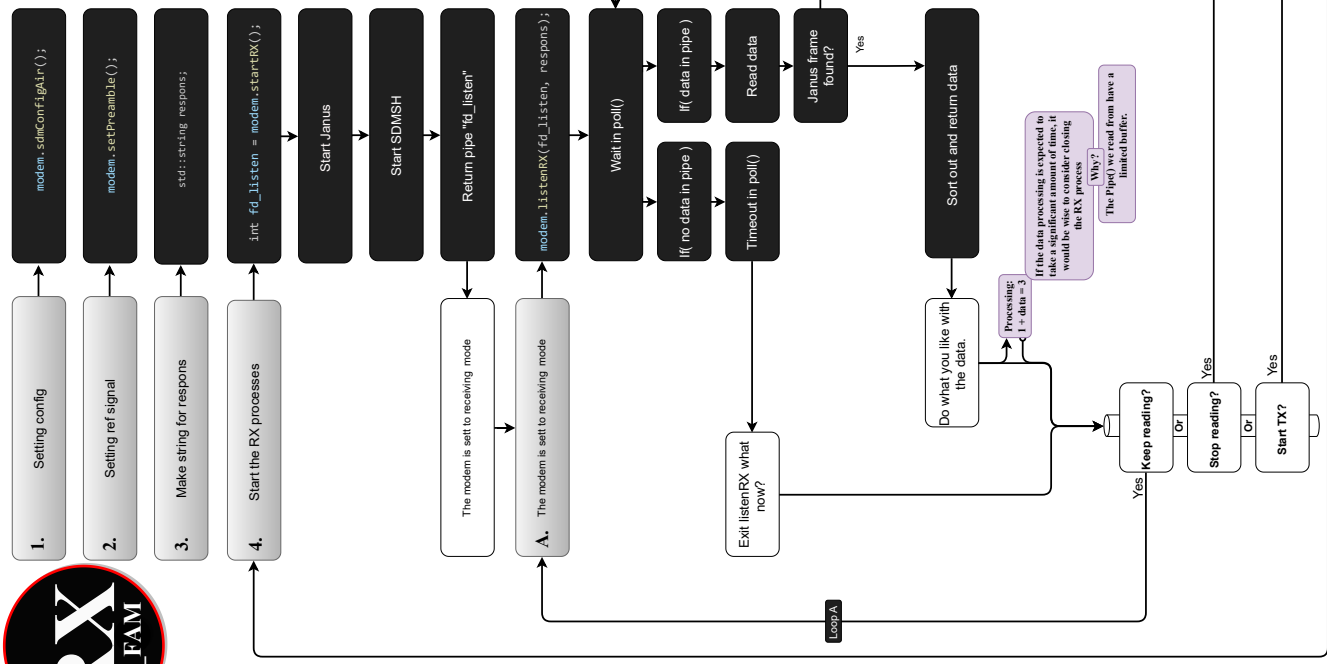 1.
Setting config
modem.sdmConfigAir();
2.
Setting ref signal
modem.setPreamble();
3.
Make string for respons
std::string respons;
4.
Start the RX processes
int fd_listen = modem.startRX();
Start Janus
Start SDMSH
Return pipe "fd_listen"
The modem is sett to receiving mode
A.
The modem is sett to receiving mode
modem.listenRX(fd_listen, respons);
Wait in poll()
If( no data in pipe )
If( data in pipe )
Timeout in poll()
Read data
Janus frame
found?
Yes
Exit listenRX what
now?
Sort out and return data
Do what you like with
the data.
Processing:
1 + data = 3
If the data processing is expected to
take a significant amount of time, it
would be wise to consider closing
the RX process
Why?
The Pipe() we read from have a
limited buffer.
Keep reading?
Yes
Or
Stop reading?
Yes
Or
Start TX?
Yes
Loop A
RX
FAM